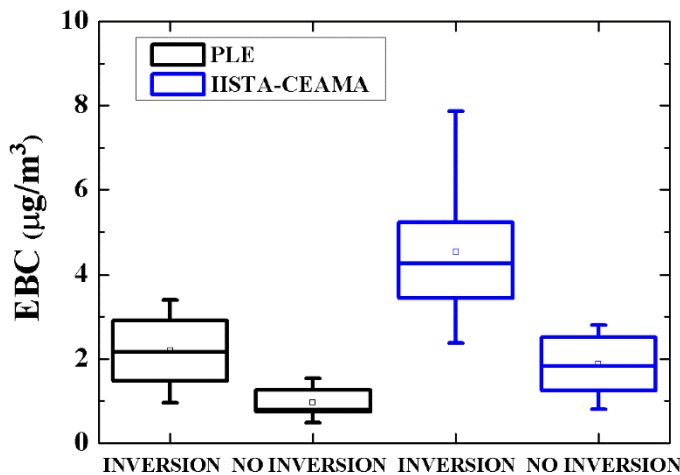 10
8
6
4
2
0
EBC (μg/m³)
PLE
IISTA-CEAMA
INVERSION NO INVERSION INVERSION NO INVERSION